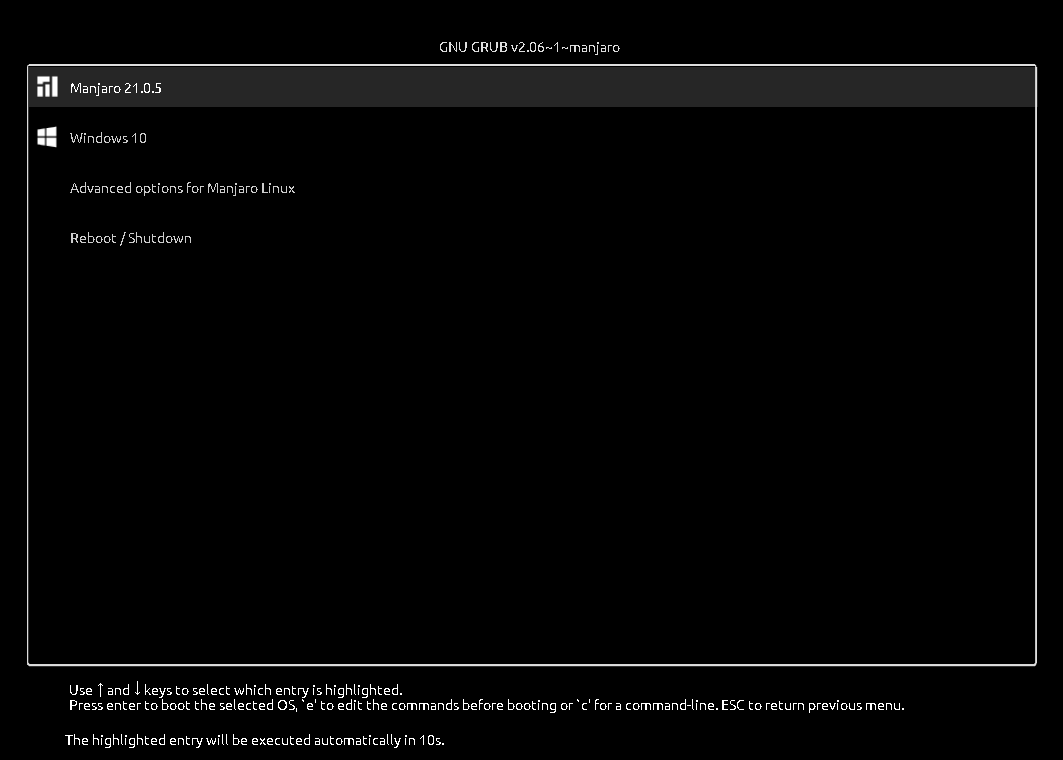 GNU GRUB v2.06~1~manjaro
Manjaro 21.0.5
Windows 10
Advanced options for Manjaro Linux
Reboot / Shutdown
Use ↑ and ↓ keys to select which entry is highlighted.
Press enter to boot the selected OS, `e' to edit the commands before booting or `c' for a command-line. ESC to return previous menu.
The highlighted entry will be executed automatically in 10s.